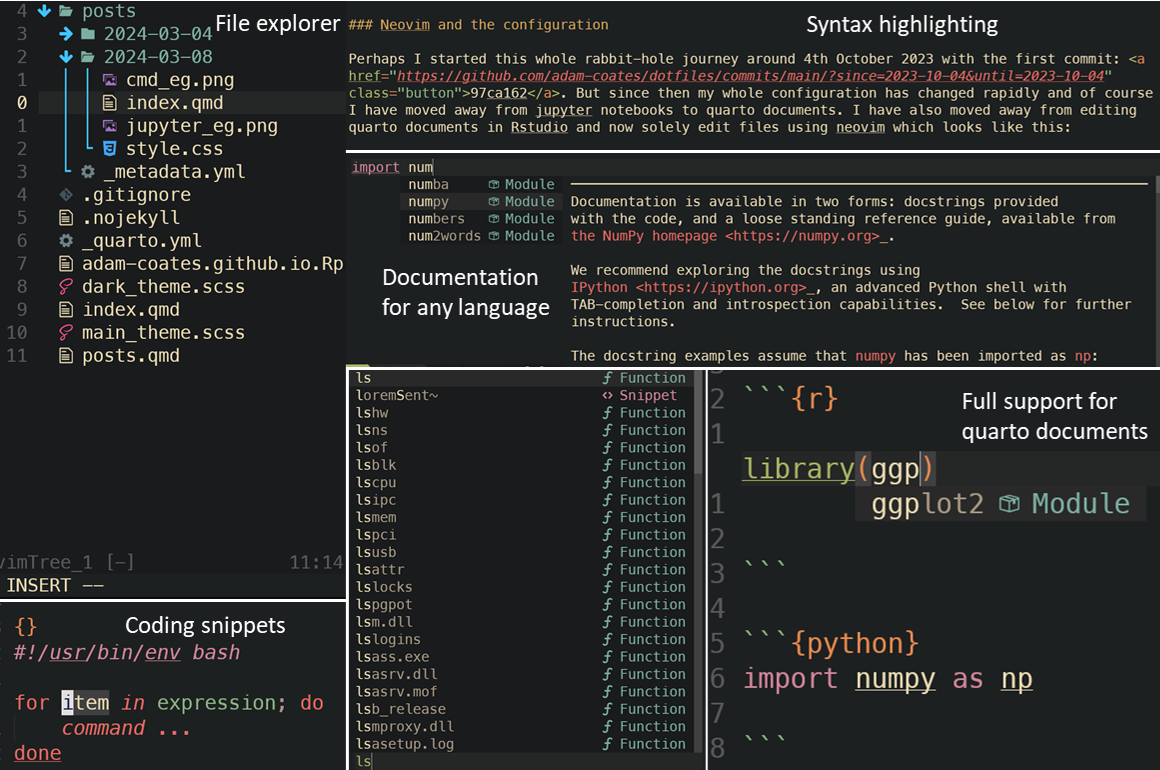 4 posts
File explorer
3 2024-03-04
2 2024-03-08
1 cmd_eg.png
0 index.qmd
1 jupyter_eg.png
2 style.css
3 _metadata.yml
4 .gitignore
5 .nojekyll
6 _quarto.yml
7 adam-coates.github.io.Rp
8 dark_theme.scss
9 index.qmd
10 main_theme.scss
11 posts.qmd
vimTree_1 [-] 11:14
INSERT --
Syntax highlighting
### Neovim and the configuration
Perhaps I started this whole rabbit-hole journey around 4th October 2023 with the first commit: <a
href="https://github.com/adam-coates/dotfiles/commits/main/?since=2023-10-04&until=2023-10-04"
class="button">97ca162</a>. But since then my whole configuration has changed rapidly and of course
I have moved away from jupyter notebooks to quarto documents. I have also moved away from editing
quarto documents in Rstudio and now solely edit files using neovim which looks like this:
import num
numba Module
numpy Module
numbers Module
num2words Module
Documentation
for any language
Documentation is available in two forms: docstrings provided
with the code, and a loose standing reference guide, available from
the NumPy homepage <https://numpy.org>_.
We recommend exploring the docstrings using
IPython <https://ipython.org>_, an advanced Python shell with
TAB-completion and introspection capabilities.  See below for further
instructions.
The docstring examples assume that numpy has been imported as np:
Coding snippets
{}
#!/usr/bin/env bash
for item in expression; do
command ...
done
ls Function
loremSent~ Snippet
lshw Function
lsns Function
lsof Function
lsblk Function
lscpu Function
lsipc Function
lsmem Function
lspci Function
lsusb Function
lsattr Function
lslocks Function
lspgpot Function
lsm.dll Function
lslogins Function
lsass.exe Function
lsasrv.dll Function
lsasrv.mof Function
lsb_release Function
lsmproxy.dll Function
lsasetup.log Function
ls
Full support for
quarto documents
2 ```{r}
1
library(ggp)
1 ggplot2 Module
2
3 ```
4
5 ```{python}
6 import numpy as np
7
8 ```